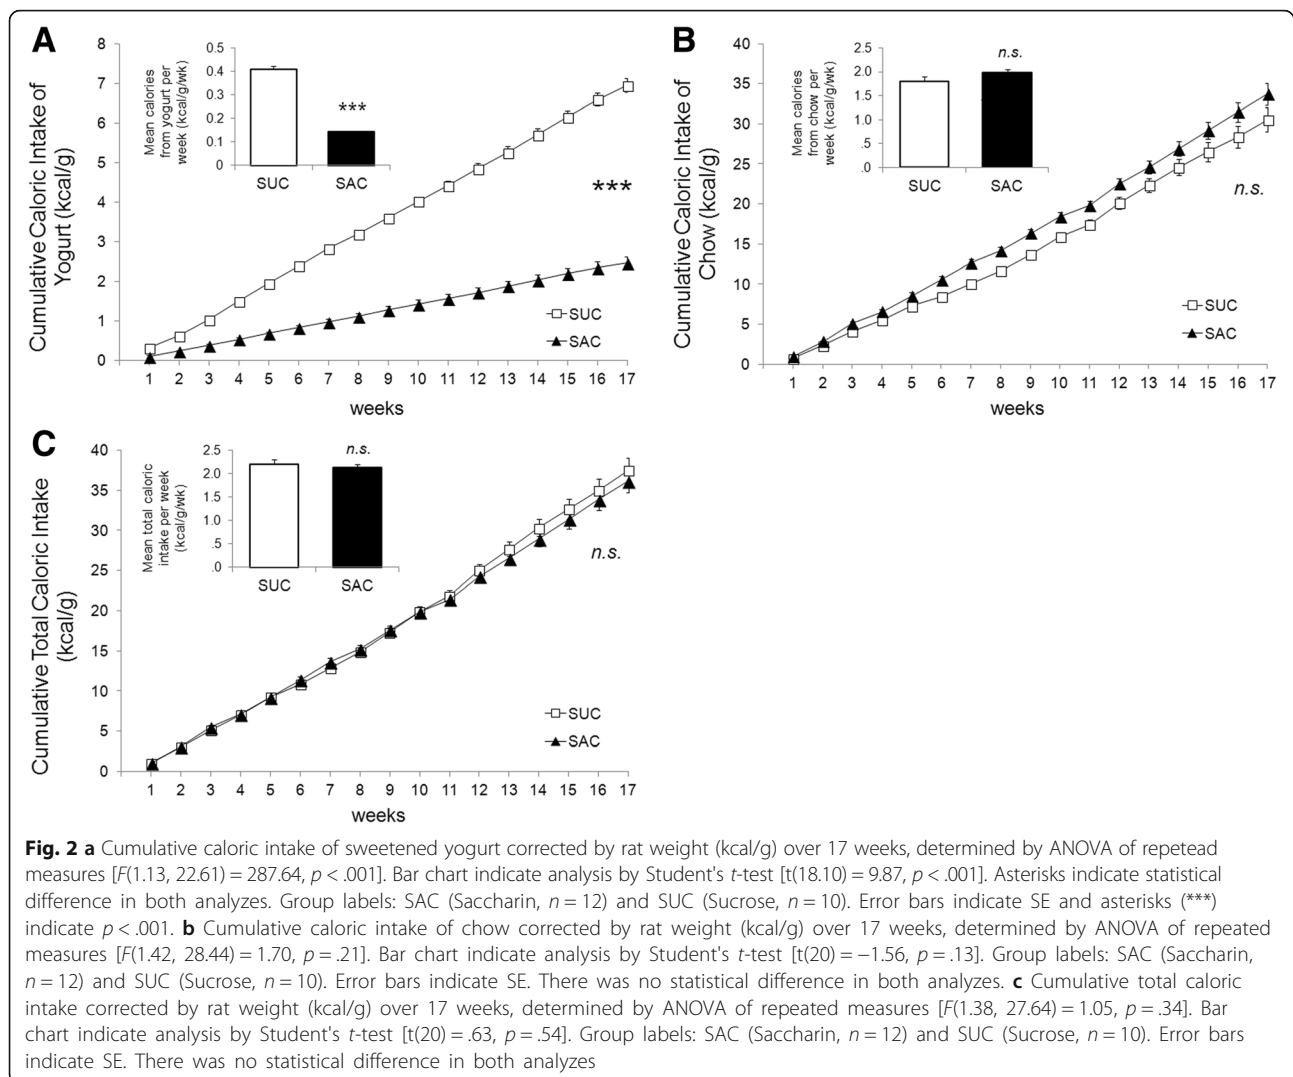 A
Cumulative Caloric Intake of
Yogurt (kcal/g)
8
7
6
5
4
3
2
1
0
Mean calories
from yogurt per
week (kcal/g/wk)
0.5
0.4
0.3
0.2
0.1
0
***
SUC
SAC
***
SUC
SAC
1 2 3 4 5 6 7 8 9 10 11 12 13 14 15 16 17
weeks
B
Cumulative Caloric Intake of
Chow (kcal/g)
40
35
30
25
20
15
10
5
0
Mean calories
from chow per
week (kcal/g/wk)
2.5
2.0
1.5
1.0
.5
.0
n.s.
SUC
SAC
n.s.
SUC
SAC
1 2 3 4 5 6 7 8 9 10 11 12 13 14 15 16 17
weeks
C
Cumulative Total Caloric Intake
(kcal/g)
40
35
30
25
20
15
10
5
0
Mean total caloric
intake per week
(kcal/g/wk)
2.5
2.0
1.5
1.0
.5
.0
n.s.
SUC
SAC
n.s.
SUC
SAC
1 2 3 4 5 6 7 8 9 10 11 12 13 14 15 16 17
weeks
Fig. 2 a Cumulative caloric intake of sweetened yogurt corrected by rat weight (kcal/g) over 17 weeks, determined by ANOVA of repetead
measures [F(1.13, 22.61) = 287.64, p < .001]. Bar chart indicate analysis by Student's t-test [t(18.10) = 9.87, p < .001]. Asterisks indicate statistical
difference in both analyzes. Group labels: SAC (Saccharin, n = 12) and SUC (Sucrose, n = 10). Error bars indicate SE and asterisks (***)
indicate p < .001. b Cumulative caloric intake of chow corrected by rat weight (kcal/g) over 17 weeks, determined by ANOVA of repeated
measures [F(1.42, 28.44) = 1.70, p = .21]. Bar chart indicate analysis by Student's t-test [t(20) = −1.56, p = .13]. Group labels: SAC (Saccharin,
n = 12) and SUC (Sucrose, n = 10). Error bars indicate SE. There was no statistical difference in both analyzes. c Cumulative total caloric
intake corrected by rat weight (kcal/g) over 17 weeks, determined by ANOVA of repeated measures [F(1.38, 27.64) = 1.05, p = .34]. Bar
chart indicate analysis by Student's t-test [t(20) = .63, p = .54]. Group labels: SAC (Saccharin, n = 12) and SUC (Sucrose, n = 10). Error bars
indicate SE. There was no statistical difference in both analyzes